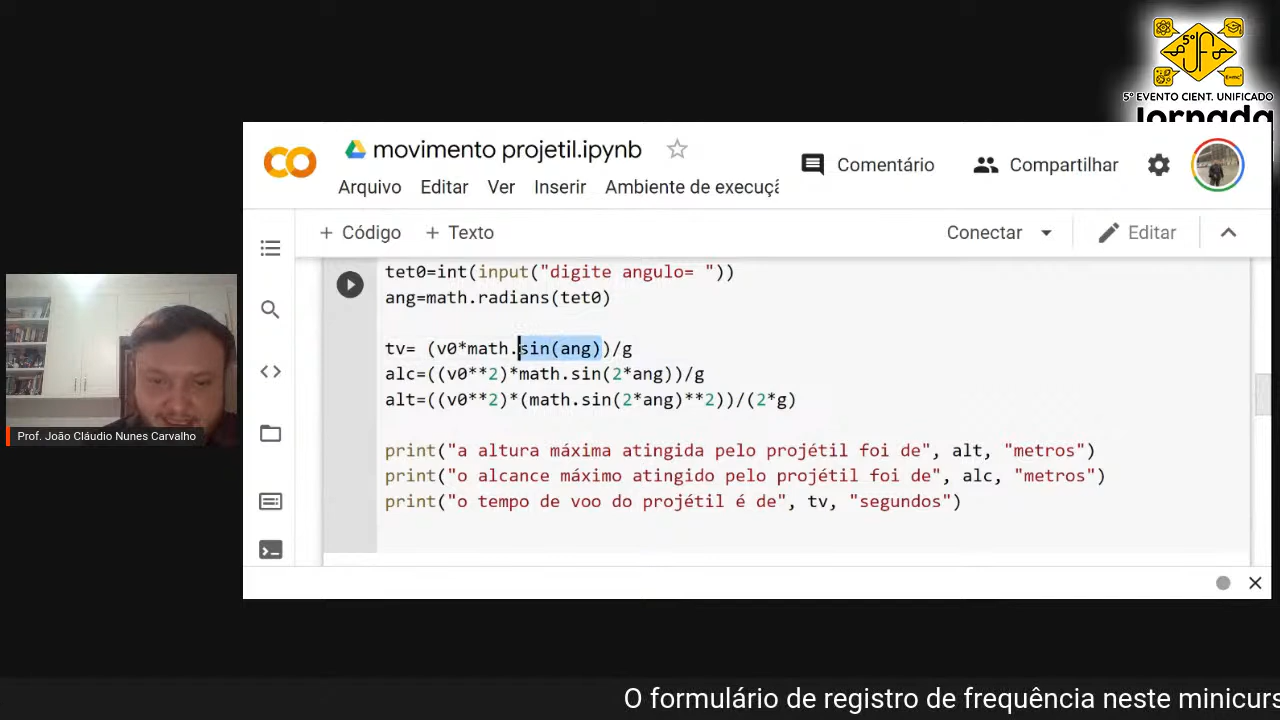 5º
5º EVENTO CIENT. UNIFICADO
Jornada
movimento projetil.ipynb
Comentário
Compartilhar
Arquivo
Editar
Ver
Inserir
Ambiente de execuçã
+ Código
+ Texto
Conectar
Editar
tet0=int(input("digite angulo= "))
ang=math.radians(tet0)
tv= (v0*math.sin(ang))/g
alc=((v0**2)*math.sin(2*ang))/g
alt=((v0**2)*(math.sin(2*ang)**2))/(2*g)
print("a altura máxima atingida pelo projétil foi de", alt, "metros")
print("o alcance máximo atingido pelo projétil foi de", alc, "metros")
print("o tempo de voo do projétil é de", tv, "segundos")
Prof. João Cláudio Nunes Carvalho
O formulário de registro de frequência neste minicurs